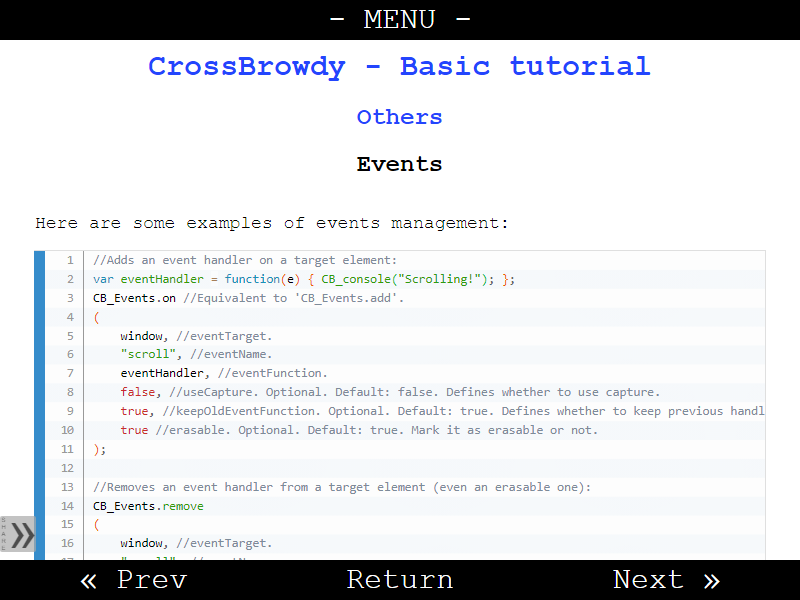 - MENU -
CrossBrowdy - Basic tutorial
Others
Events
Here are some examples of events management:
1 //Adds an event handler on a target element:
2 var eventHandler = function(e) { CB_console("Scrolling!"); };
3 CB_Events.on //Equivalent to 'CB_Events.add'.
4 (
5 window, //eventTarget.
6 "scroll", //eventName.
7 eventHandler, //eventFunction.
8 false, //useCapture. Optional. Default: false. Defines whether to use capture.
9 true, //keepOldEventFunction. Optional. Default: true. Defines whether to keep previous handl
10 true //erasable. Optional. Default: true. Mark it as erasable or not.
11 );
12
13 //Removes an event handler from a target element (even an erasable one):
14 CB_Events.remove
15 (
16 window, //eventTarget.
SHARE »
« Prev Return Next »